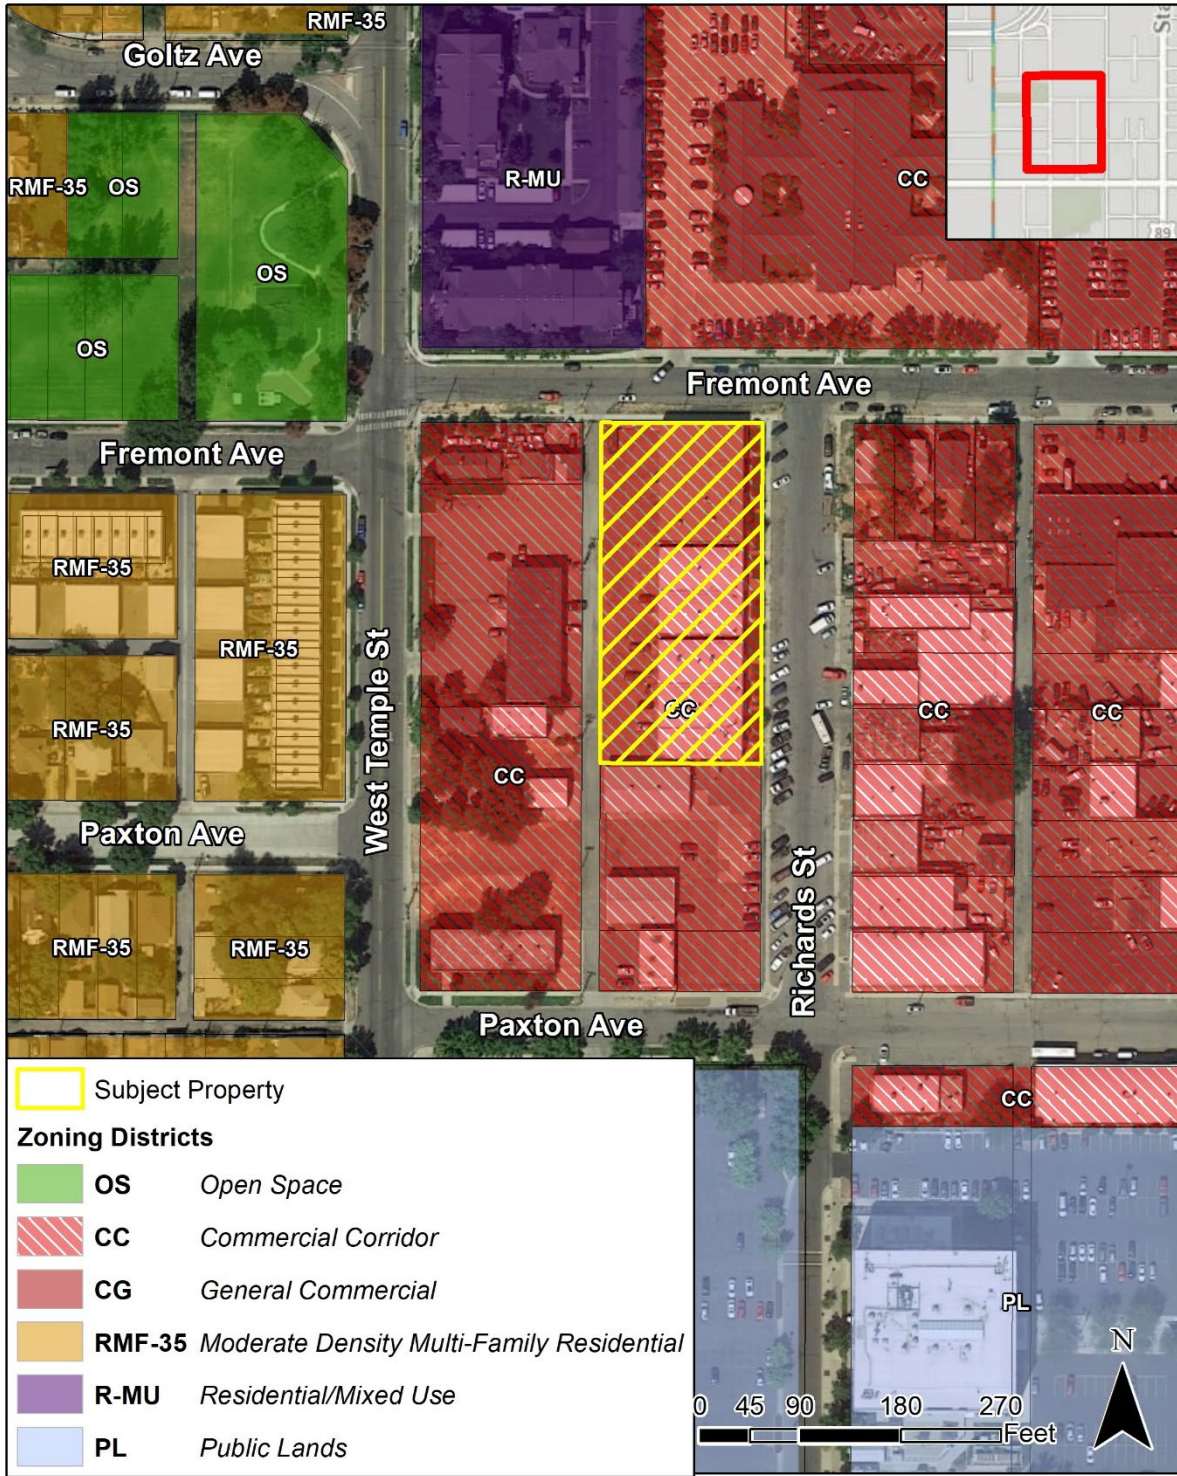 RMF-35
Goltz Ave
RMF-35
OS
R-MU
CC
OS
OS
Fremont Ave
Fremont Ave
RMF-35
RMF-35
West Temple St
RMF-35
CC
CC
CC
CC
Paxton Ave
Richards St
RMF-35
RMF-35
Paxton Ave
CC
PL
Sta
89
Subject Property
Zoning Districts
OS Open Space
CC Commercial Corridor
CG General Commercial
RMF-35 Moderate Density Multi-Family Residential
R-MU Residential/Mixed Use
PL Public Lands
N
0 45 90 180 270
Feet